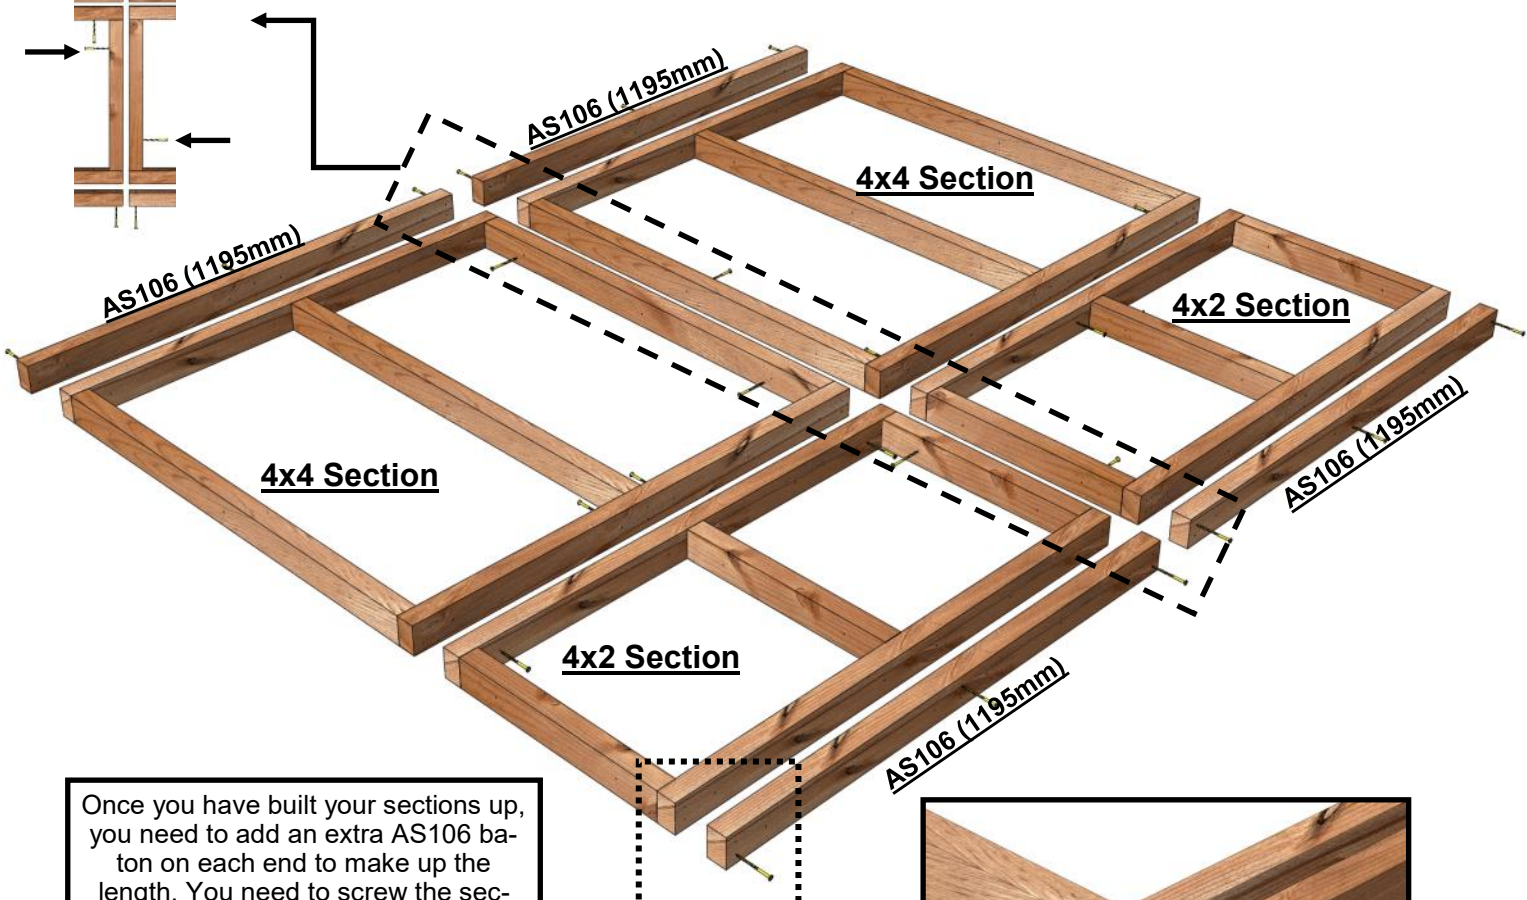 AS106 (1195mm)
4x4 Section
AS106 (1195mm)
4x2 Section
AS106 (1195mm)
4x4 Section
4x2 Section
AS106 (1195mm)
Once you have built your sections up,
you need to add an extra AS106 ba-
ton on each end to make up the
length. You need to screw the sec-